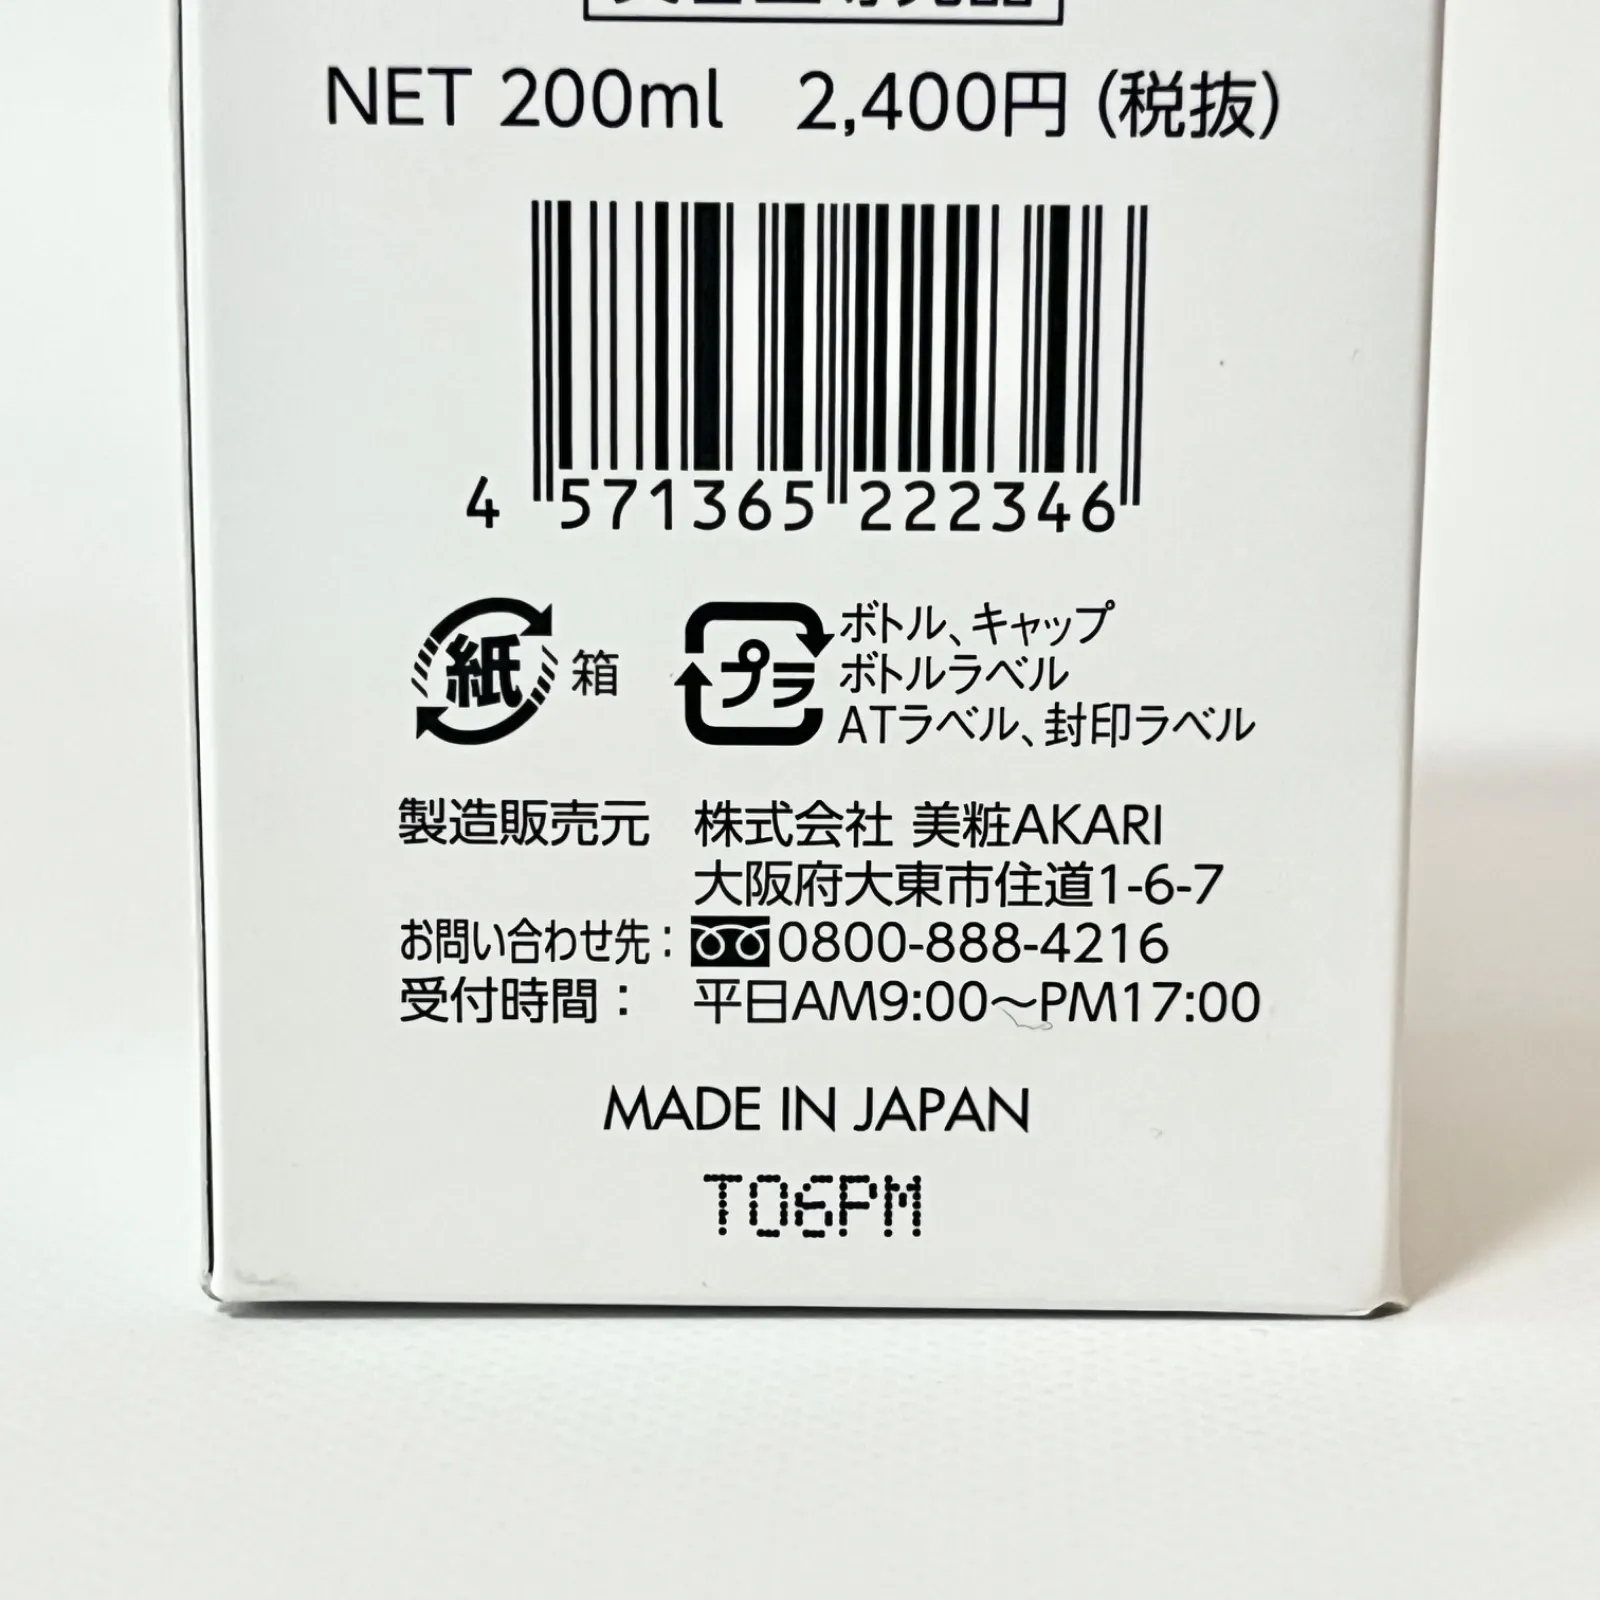 NET 200ml 2,400円(税抜)
4 571365 222346
紙 箱
プラ ボトル、キャップ
ボトルラベル
ATラベル、封印ラベル
製造販売元 株式会社 美粧AKARI
大阪府大東市住道1-6-7
お問い合わせ先:0800-888-4216
受付時間: 平日AM9:00〜PM17:00
MADE IN JAPAN
T06PM